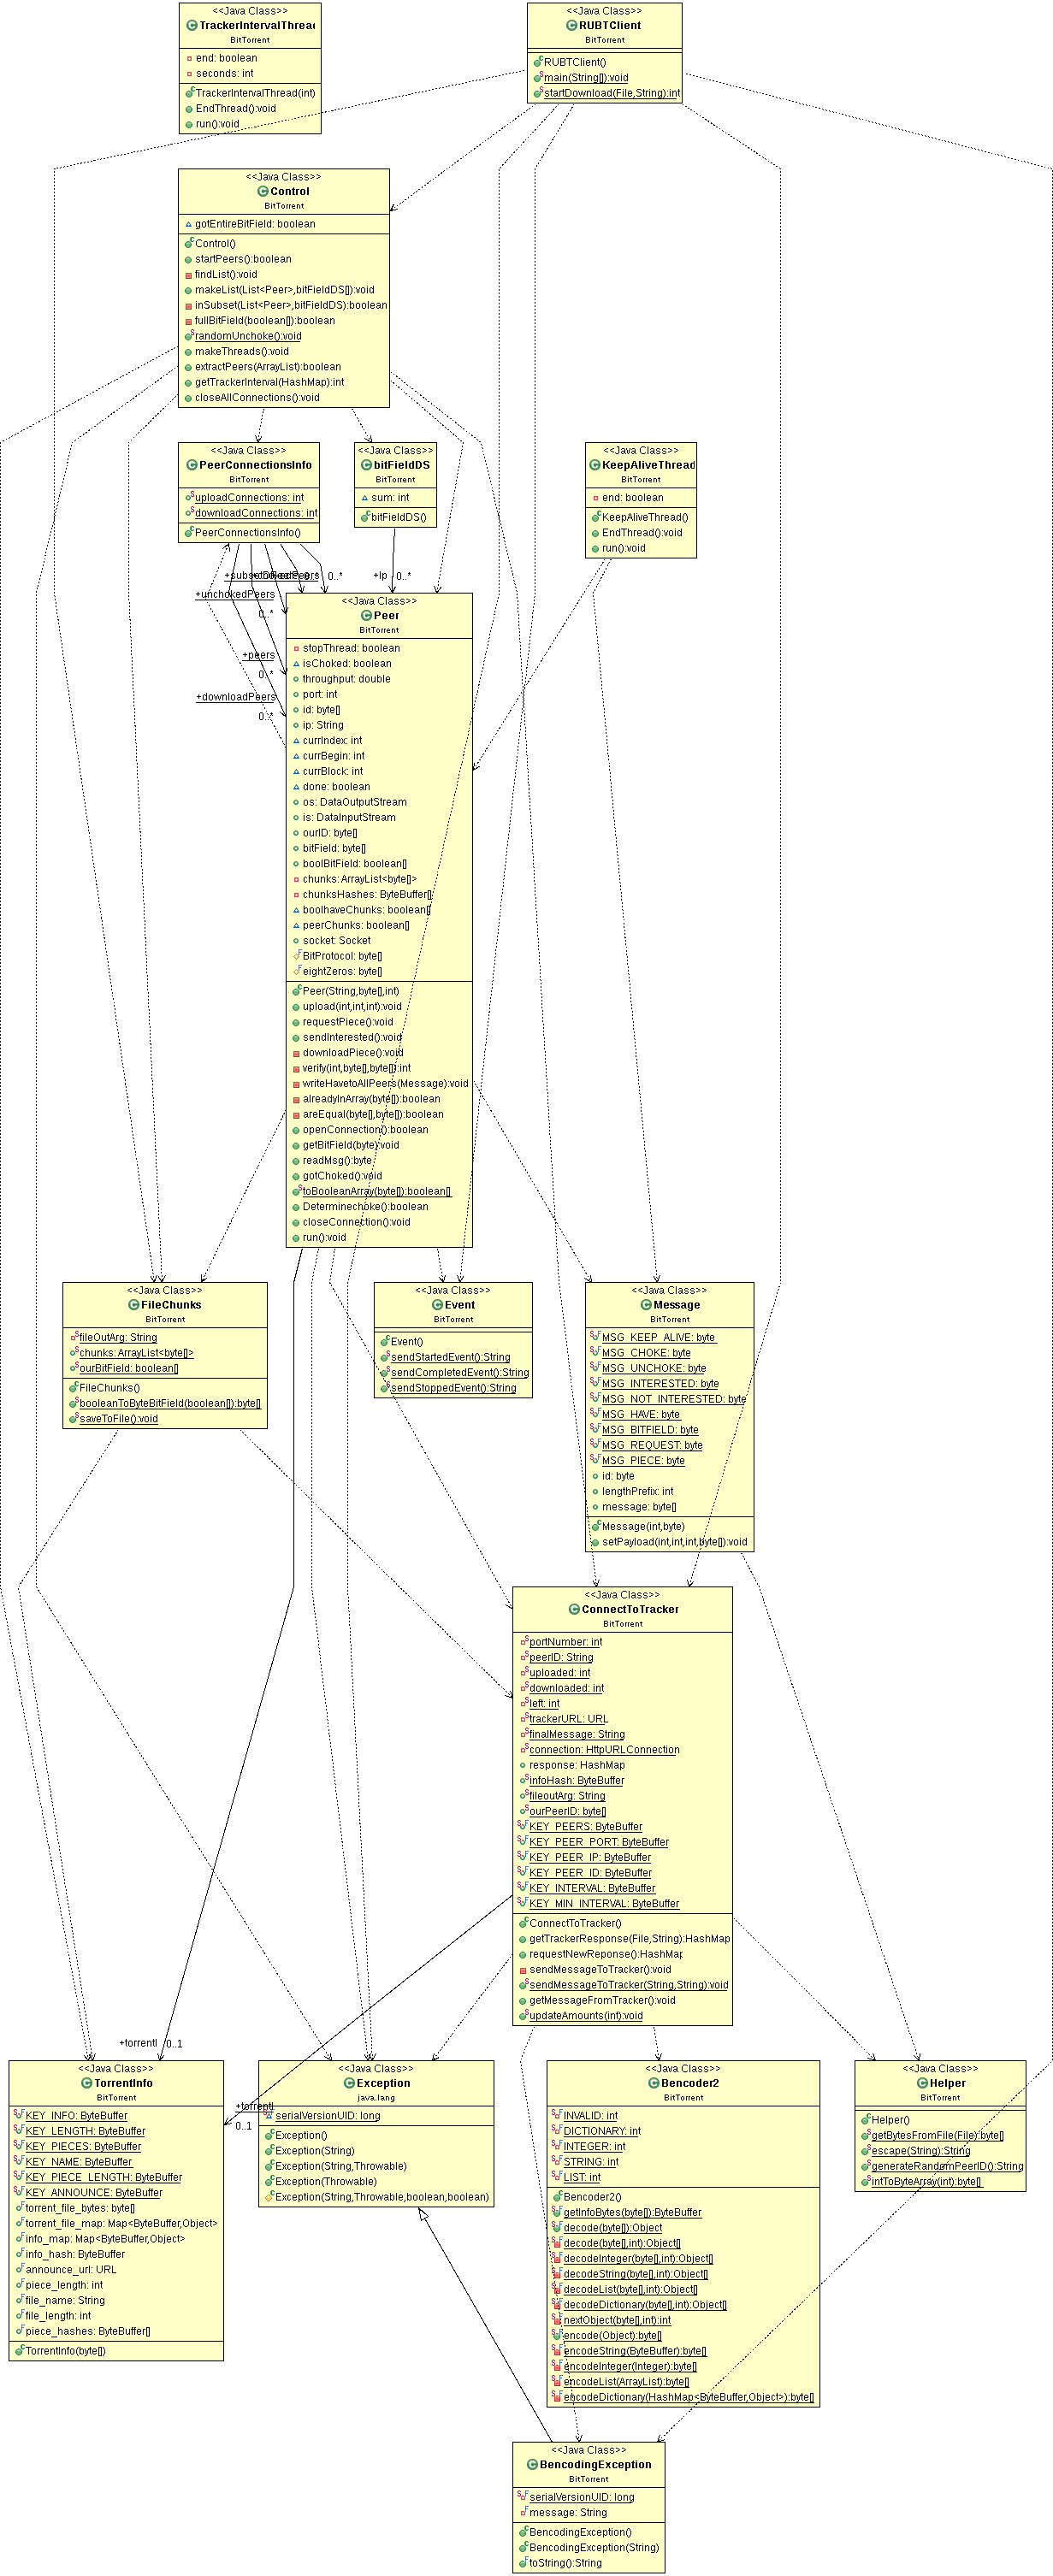 <<Java Class>>
TrackerIntervalThread
BitTorrent
end: boolean
seconds: int
TrackerIntervalThread(int)
EndThread():void
run():void
<<Java Class>>
RUBTClient
BitTorrent
RUBTClient()
main(String[]):void
startDownload(File,String):int
<<Java Class>>
Control
BitTorrent
gotEntireBitField: boolean
Control()
startPeers():boolean
findList():void
makeList(List<Peer>,bitFieldDS[]):void
inSubset(List<Peer>,bitFieldDS):boolean
fullBitField(boolean[]):boolean
randomUnchoke():void
makeThreads():void
extractPeers(ArrayList):boolean
getTrackerInterval(HashMap):int
closeAllConnections():void
<<Java Class>>
PeerConnectionsInfo
BitTorrent
uploadConnections: int
downloadConnections: int
PeerConnectionsInfo()
<<Java Class>>
bitFieldDS
BitTorrent
sum: int
bitFieldDS()
<<Java Class>>
KeepAliveThread
BitTorrent
end: boolean
KeepAliveThread()
EndThread():void
run():void
0..*
+lp
0..*
+unchokedPeers
0..*
+peers
0..*
+downloadPeers
0..*
<<Java Class>>
Peer
BitTorrent
stopThread: boolean
isChoked: boolean
throughput: double
port: int
id: byte[]
ip: String
currIndex: int
currBegin: int
currBlock: int
done: boolean
os: DataOutputStream
is: DataInputStream
ourID: byte[]
bitField: byte[]
boolBitField: boolean[]
chunks: ArrayList<byte[]>
chunksHashes: ByteBuffer[]
boolhaveChunks: boolean[]
peerChunks: boolean[]
socket: Socket
BitProtocol: byte[]
eightZeros: byte[]
Peer(String,byte[],int)
upload(int,int,int):void
requestPiece():void
sendInterested():void
downloadPiece():void
verify(int,byte[],byte[]):int
writeHavetoAllPeers(Message):void
alreadyInArray(byte[]):boolean
areEqual(byte[],byte[]):boolean
openConnection():boolean
getBitField(byte):void
readMsg():byte
gotChoked():void
toBooleanArray(byte[]):boolean[]
Determinechoke():boolean
closeConnection():void
run():void
<<Java Class>>
FileChunks
BitTorrent
fileOutArg: String
chunks: ArrayList<byte[]>
ourBitField: boolean[]
FileChunks()
booleanToByteBitField(boolean[]):byte[]
saveToFile():void
<<Java Class>>
Event
BitTorrent
Event()
sendStartedEvent():String
sendCompletedEvent():String
sendStoppedEvent():String
<<Java Class>>
Message
BitTorrent
MSG_KEEP_ALIVE: byte
MSG_CHOKE: byte
MSG_UNCHOKE: byte
MSG_INTERESTED: byte
MSG_NOT_INTERESTED: byte
MSG_HAVE: byte
MSG_BITFIELD: byte
MSG_REQUEST: byte
MSG_PIECE: byte
id: byte
lengthPrefix: int
message: byte[]
Message(int,byte)
setPayload(int,int,int,byte[]):void
<<Java Class>>
ConnectToTracker
BitTorrent
portNumber: int
peerID: String
uploaded: int
downloaded: int
left: int
trackerURL: URL
finalMessage: String
connection: HttpURLConnection
response: HashMap
infoHash: ByteBuffer
fileoutArg: String
ourPeerID: byte[]
KEY_PEERS: ByteBuffer
KEY_PEER_PORT: ByteBuffer
KEY_PEER_IP: ByteBuffer
KEY_PEER_ID: ByteBuffer
KEY_INTERVAL: ByteBuffer
KEY_MIN_INTERVAL: ByteBuffer
ConnectToTracker()
getTrackerResponse(File,String):HashMap
requestNewReponse():HashMap
sendMessageToTracker():void
sendMessageToTracker(String,String):void
getMessageFromTracker():void
updateAmounts(int):void
+torrentI
0..1
<<Java Class>>
TorrentInfo
BitTorrent
KEY_INFO: ByteBuffer
KEY_LENGTH: ByteBuffer
KEY_PIECES: ByteBuffer
KEY_NAME: ByteBuffer
KEY_PIECE_LENGTH: ByteBuffer
KEY_ANNOUNCE: ByteBuffer
torrent_file_bytes: byte[]
torrent_file_map: Map<ByteBuffer,Object>
info_map: Map<ByteBuffer,Object>
info_hash: ByteBuffer
announce_url: URL
piece_length: int
file_name: String
file_length: int
piece_hashes: ByteBuffer[]
TorrentInfo(byte[])
+torrentI
0..1
<<Java Class>>
Exception
java.lang
serialVersionUID: long
Exception()
Exception(String)
Exception(String,Throwable)
Exception(Throwable)
Exception(String,Throwable,boolean,boolean)
<<Java Class>>
Bencoder2
BitTorrent
INVALID: int
DICTIONARY: int
INTEGER: int
STRING: int
LIST: int
Bencoder2()
getInfoBytes(byte[]):ByteBuffer
decode(byte[]):Object
decode(byte[],int):Object[]
decodeInteger(byte[],int):Object[]
decodeString(byte[],int):Object[]
decodeList(byte[],int):Object[]
decodeDictionary(byte[],int):Object[]
nextObject(byte[],int):int
encode(Object):byte[]
encodeString(ByteBuffer):byte[]
encodeInteger(Integer):byte[]
encodeList(ArrayList):byte[]
encodeDictionary(HashMap<ByteBuffer,Object>):byte[]
<<Java Class>>
Helper
BitTorrent
Helper()
getBytesFromFile(File):byte[]
escape(String):String
generateRandomPeerID():String
intToByteArray(int):byte[]
<<Java Class>>
BencodingException
BitTorrent
serialVersionUID: long
message: String
BencodingException()
BencodingException(String)
toString():String